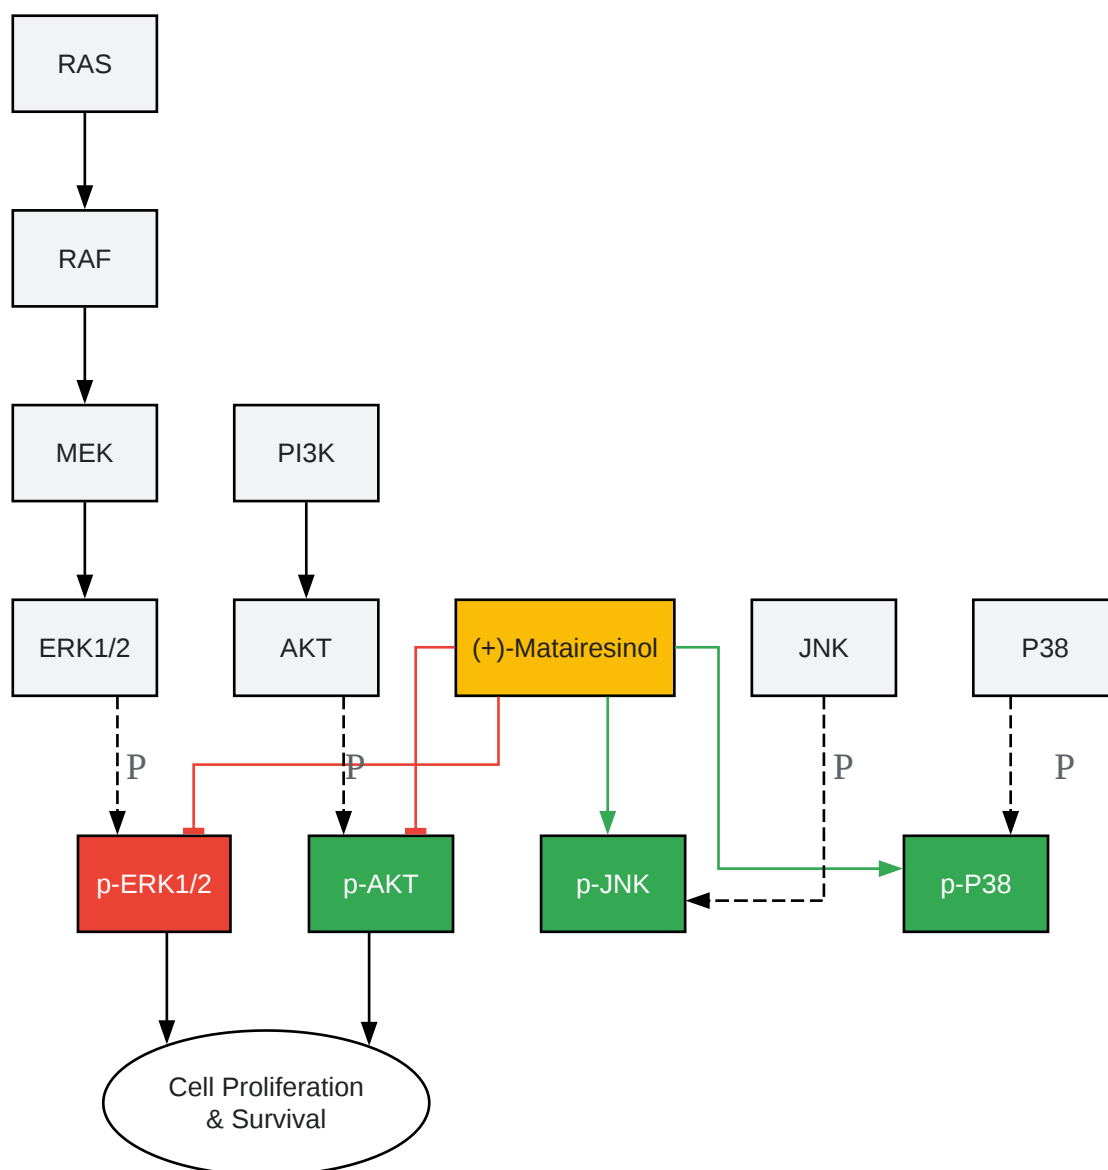 RAS
RAF
MEK
PI3K
ERK1/2
AKT
(+)-Matairesinol
JNK
P38
P
P
P
P
p-ERK1/2
p-AKT
p-JNK
p-P38
Cell Proliferation
& Survival